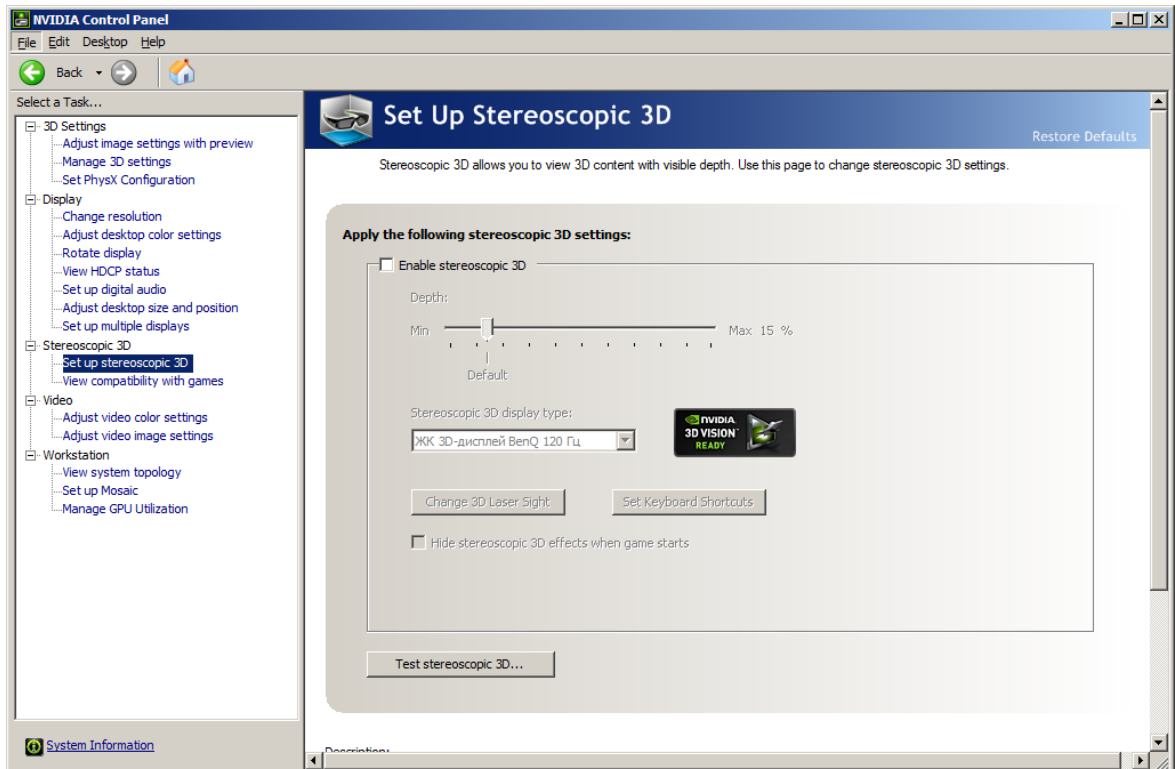 NVIDIA Control Panel
File Edit Desktop Help
Back
Select a Task...
3D Settings
Adjust image settings with preview
Manage 3D settings
Set PhysX Configuration
Display
Change resolution
Adjust desktop color settings
Rotate display
View HDCP status
Set up digital audio
Adjust desktop size and position
Set up multiple displays
Stereoscopic 3D
Set up stereoscopic 3D
View compatibility with games
Video
Adjust video color settings
Adjust video image settings
Workstation
View system topology
Set up Mosaic
Manage GPU Utilization
System Information
Set Up Stereoscopic 3D
Restore Defaults
Stereoscopic 3D allows you to view 3D content with visible depth. Use this page to change stereoscopic 3D settings.
Apply the following stereoscopic 3D settings:
Enable stereoscopic 3D
Depth:
Min Max 15 %
Default
Stereoscopic 3D display type:
ЖК 3D-дисплей BenQ 120 Гц
NVIDIA
3D VISION
READY
Change 3D Laser Sight Set Keyboard Shortcuts
Hide stereoscopic 3D effects when game starts
Test stereoscopic 3D...
Description: